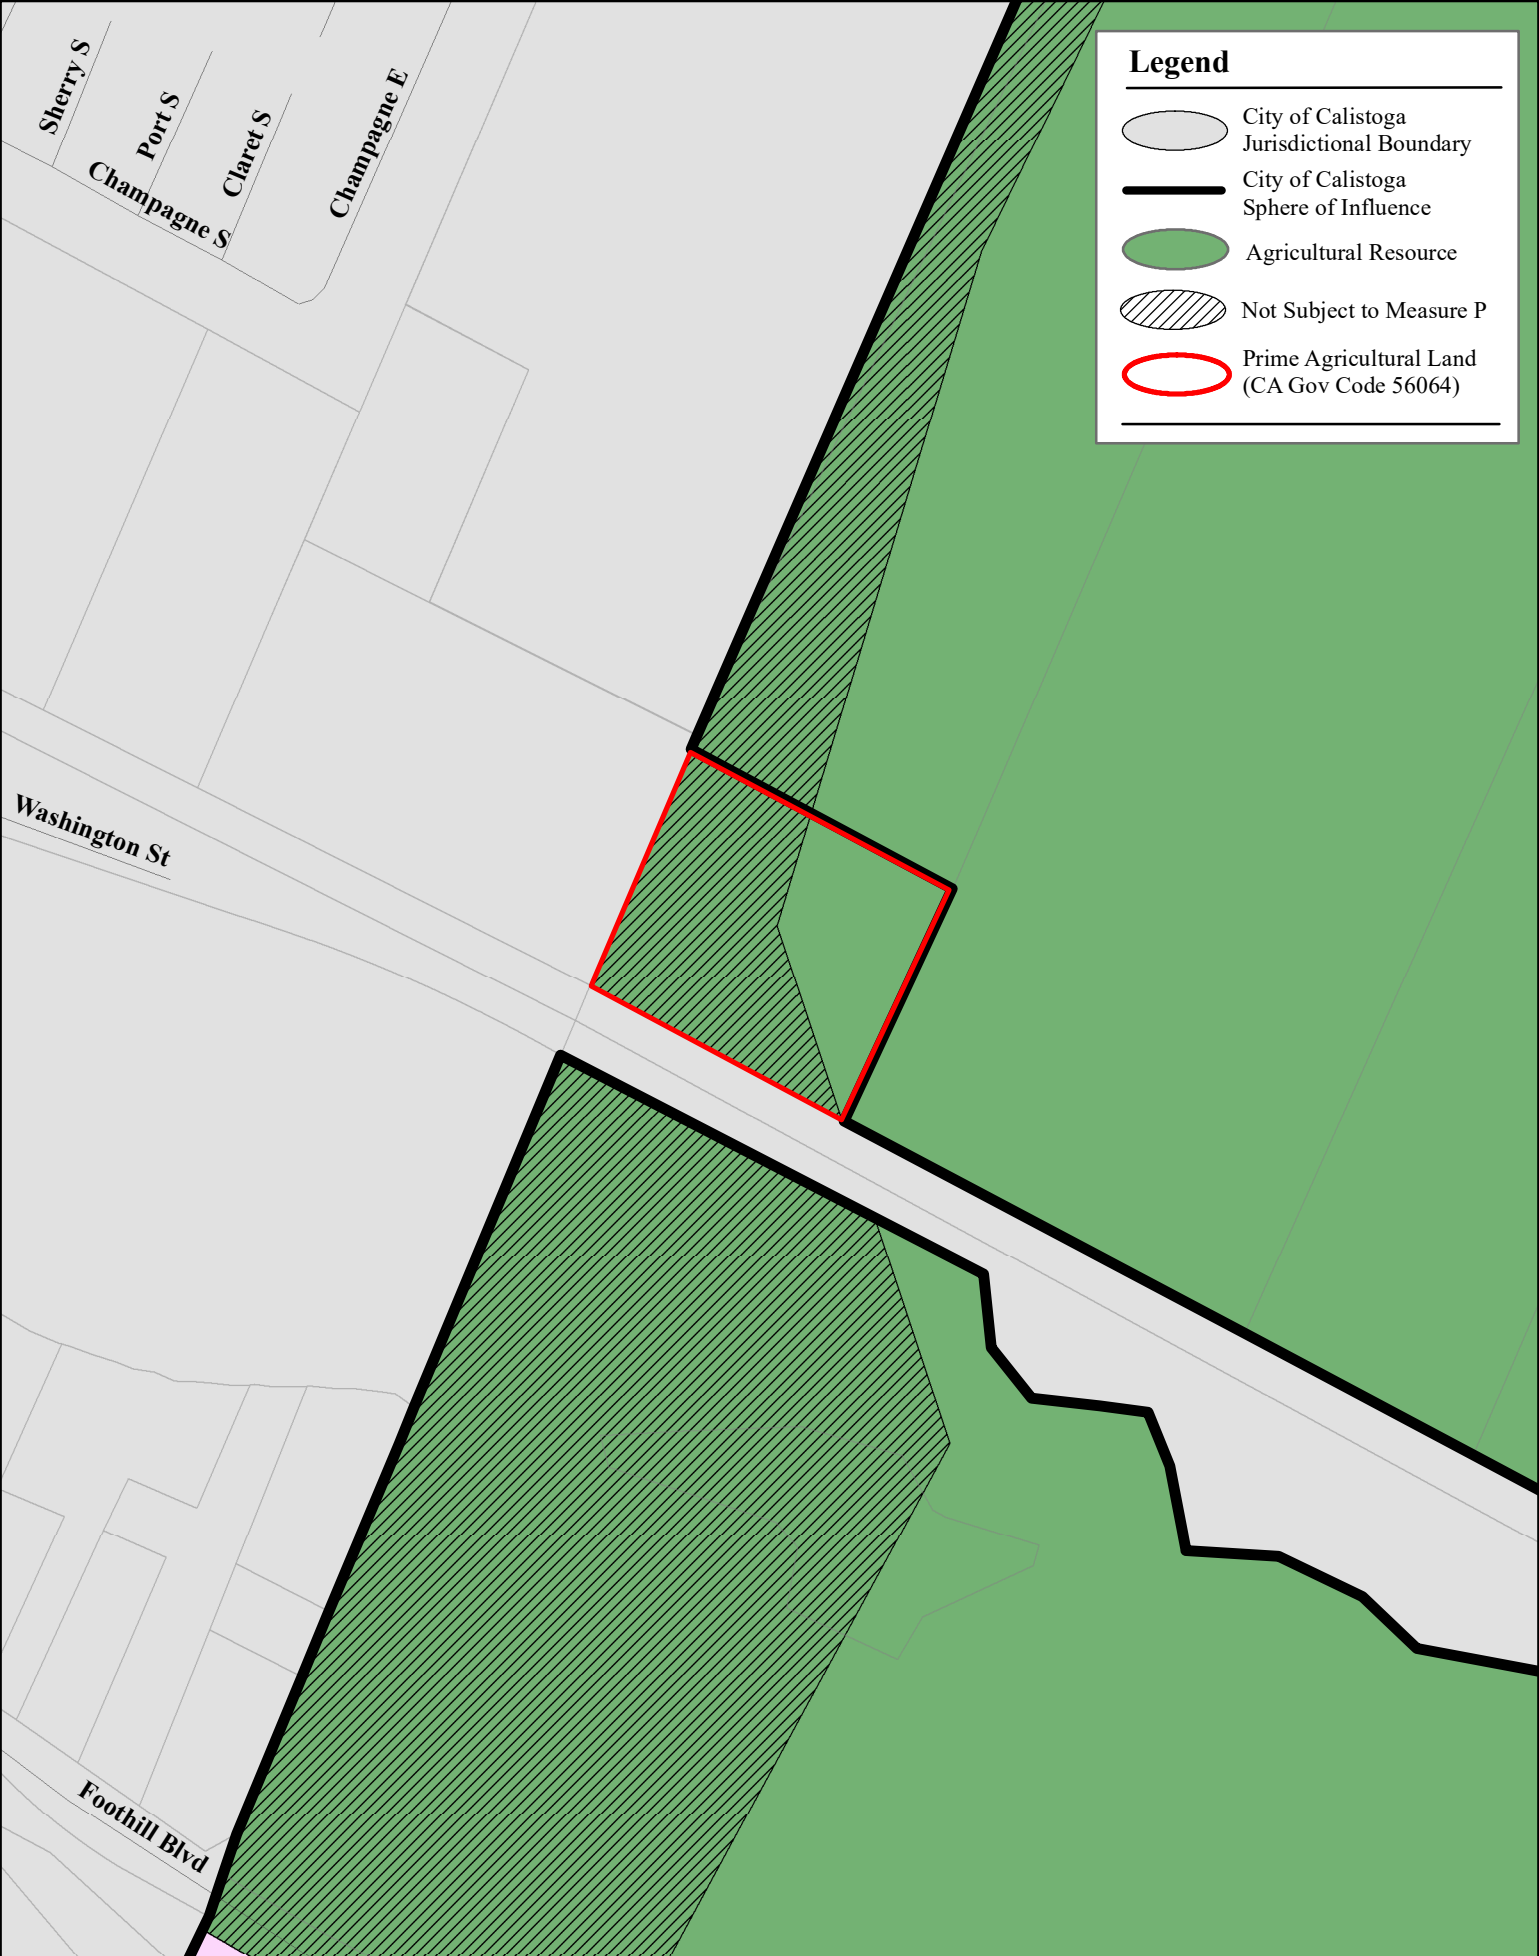 Sherry S
Port S
Claret S
Champagne E
Champagne S
Legend
City of Calistoga
Jurisdictional Boundary
City of Calistoga
Sphere of Influence
Agricultural Resource
Not Subject to Measure P
Prime Agricultural Land
(CA Gov Code 56064)
Washington St
Foothill Blvd